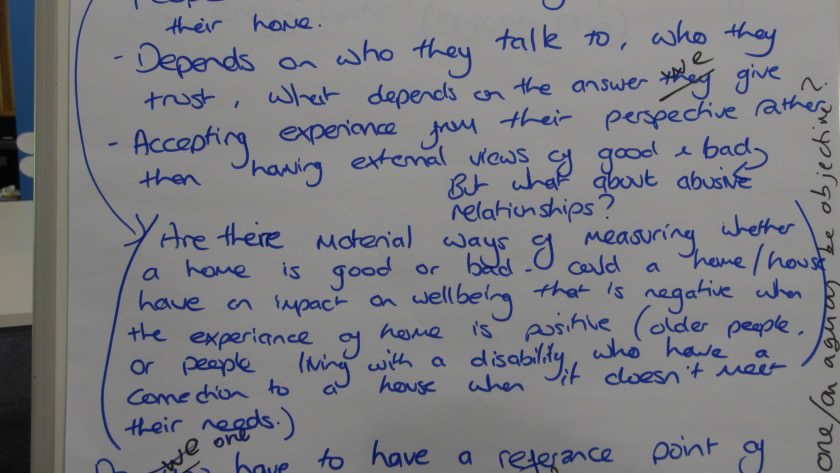 their home.
- Depends on who they talk to, who they
trust, what depends on the answer we give
- Accepting experience from their perspective rather
then having external views of good & bad
But what about abusive
relationships?
Are there material ways of measuring whether
a home is good or bad - could a home/house
have an impact on wellbeing that is negative when
the experiance of home is positive (older people,
or people living with a disability, who have a
connection to a house when it doesn't meet
their needs.)
we one
have to have a referance point of
one/an agency be objective?